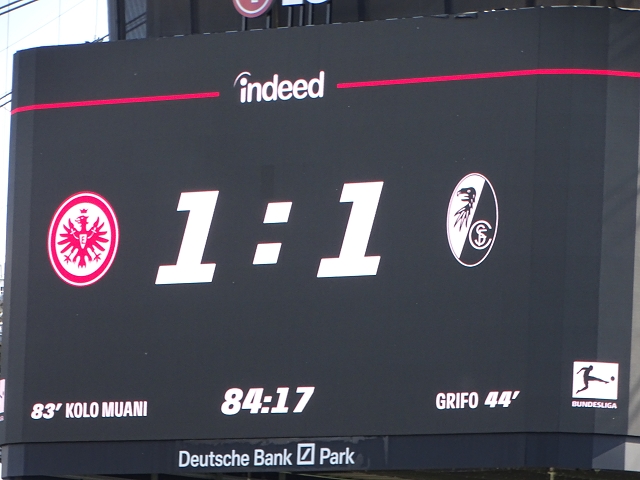 indeed
1:1
83' KOLO MUANI
84:17
GRIFO 44'
BUNDESLIGA
Deutsche Bank Park